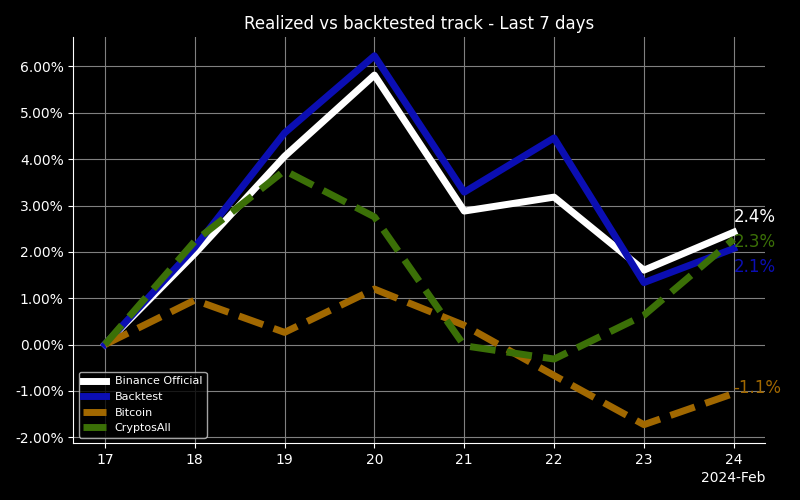 Realized vs backtested track - Last 7 days
6.00%
5.00%
4.00%
3.00%
2.00%
1.00%
0.00%
-1.00%
-2.00%
2.4%
2.3%
2.1%
-1.1%
Binance Official
Backtest
Bitcoin
CryptosAll
17 18 19 20 21 22 23 24
2024-Feb